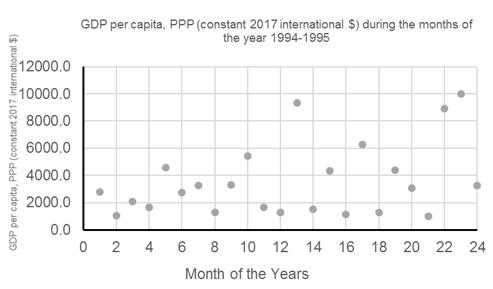 GDP per capita, PPP (constant 2017 international $) during the months of
the year 1994-1995
GDP per capita, PPP (constant 2017 international $)
12000.0
10000.0
8000.0
6000.0
4000.0
2000.0
0.0
0 2 4 6 8 10 12 14 16 18 20 22 24
Month of the Years